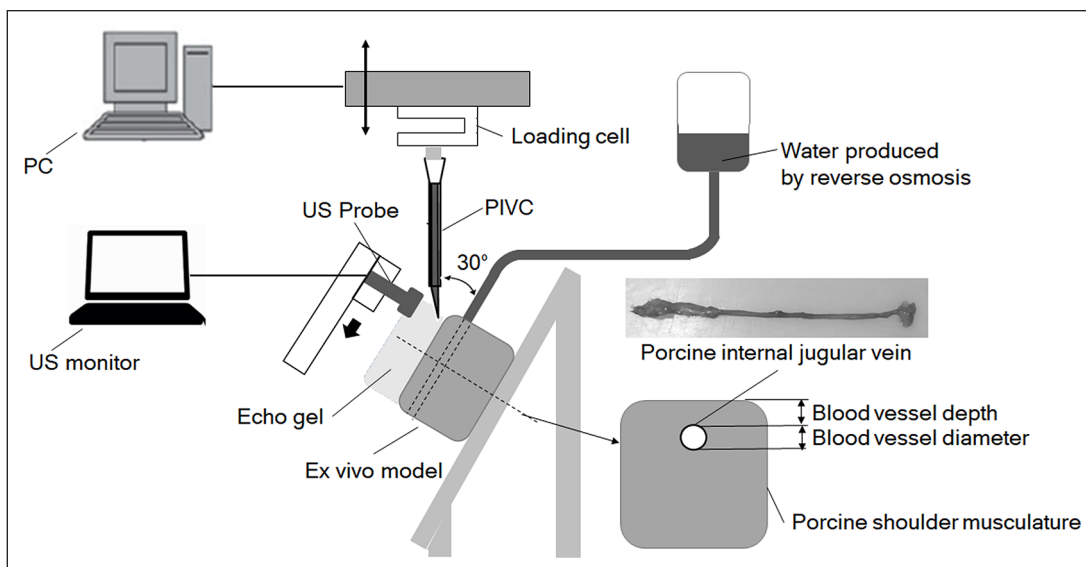 PC
Loading cell
Water produced
by reverse osmosis
US Probe
PIVC
30°
US monitor
Porcine internal jugular vein
Echo gel
Blood vessel depth
Blood vessel diameter
Ex vivo model
Porcine shoulder musculature